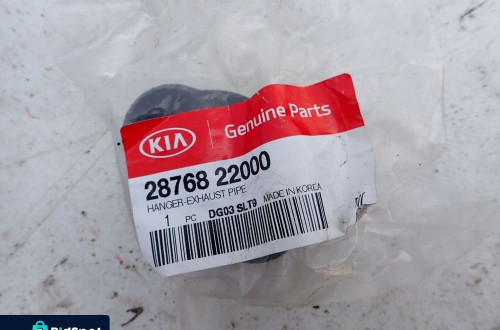 KIA
Genuine Parts
28768 22000
HANGER-EXHAUST PIPE
1 PC DG03 SLT9 MADE IN KOREA